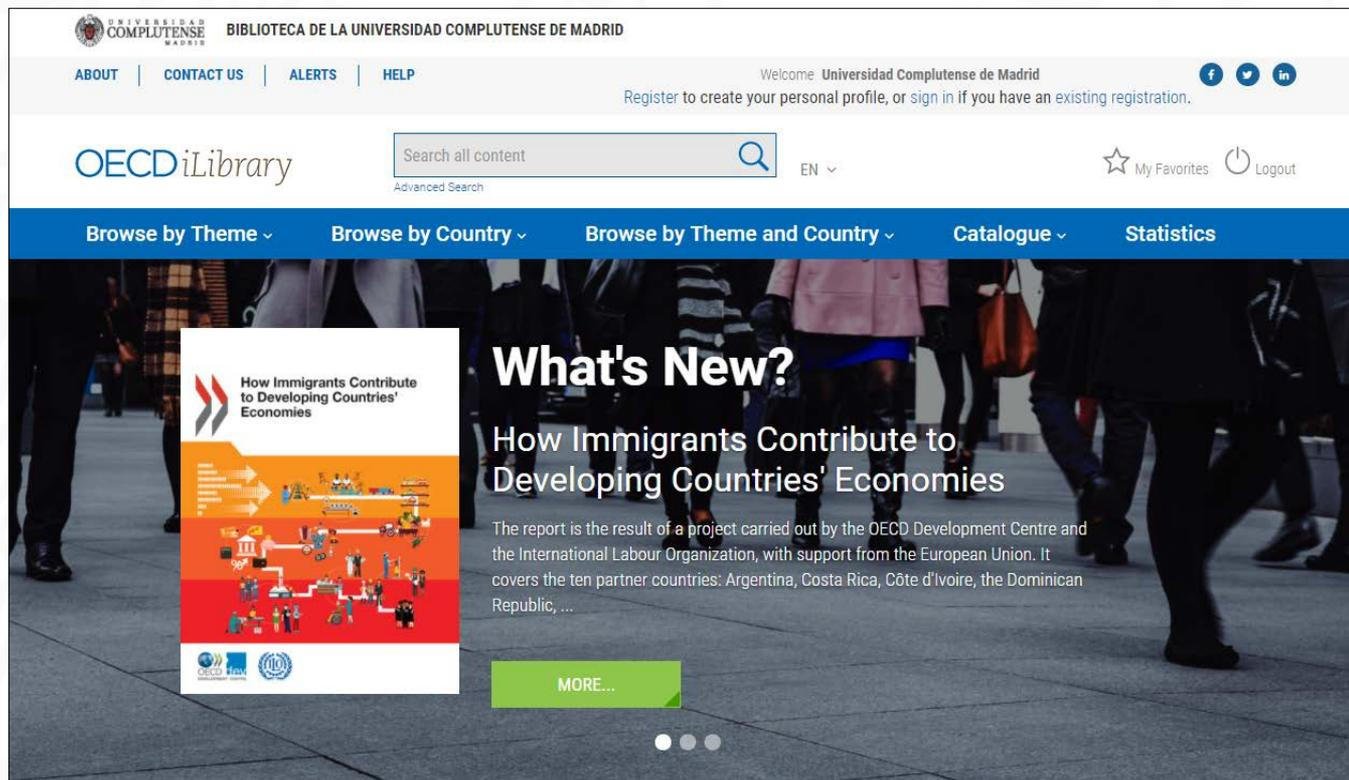 UNIVERSIDAD
COMPLUTENSE
MADRID
BIBLIOTECA DE LA UNIVERSIDAD COMPLUTENSE DE MADRID
ABOUT | CONTACT US | ALERTS | HELP
Welcome Universidad Complutense de Madrid
Register to create your personal profile, or sign in if you have an existing registration.
OECD iLibrary
Search all content
Advanced Search
EN
My Favorites
Logout
Browse by Theme
Browse by Country
Browse by Theme and Country
Catalogue
Statistics
How Immigrants Contribute
to Developing Countries'
Economies
OECD dev
DEVELOPMENT CENTRE
What's New?
How Immigrants Contribute to
Developing Countries' Economies
The report is the result of a project carried out by the OECD Development Centre and
the International Labour Organization, with support from the European Union. It
covers the ten partner countries: Argentina, Costa Rica, Côte d'Ivoire, the Dominican
Republic, ...
MORE...